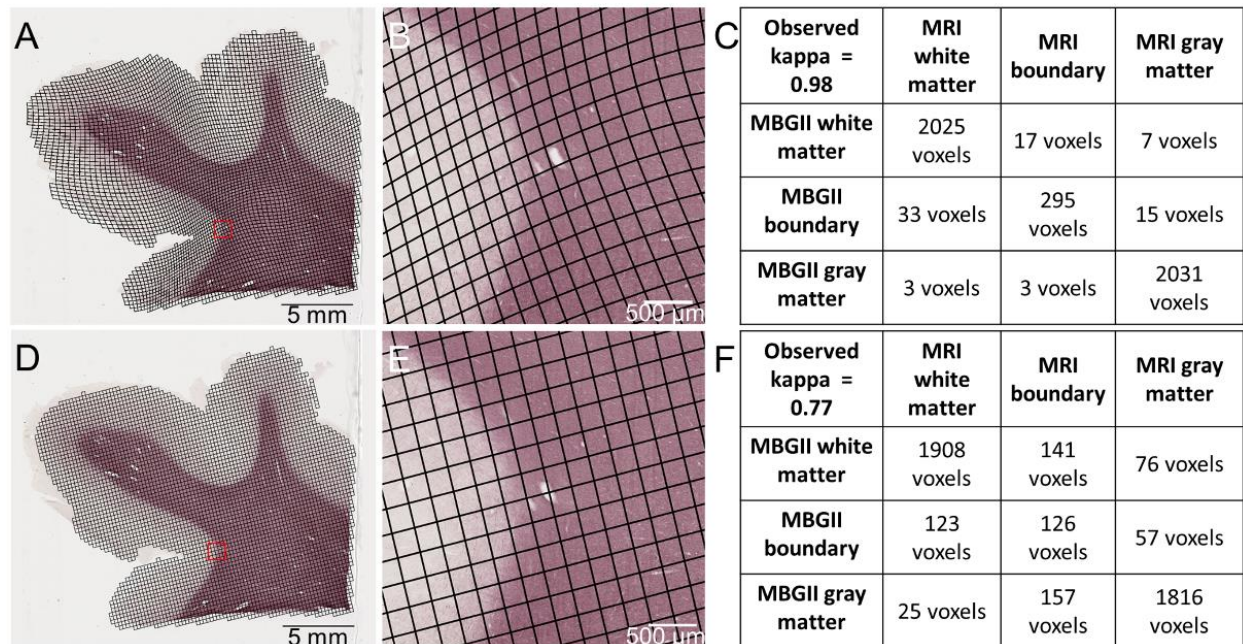 A
5 mm
B
500 µm
C
Observed
kappa =
0.98
MRI
white
matter
MRI
boundary
MRI gray
matter
MBGII white
matter
2025
voxels
17 voxels
7 voxels
MBGII
boundary
33 voxels
295
voxels
15 voxels
MBGII gray
matter
3 voxels
3 voxels
2031
voxels
D
5 mm
E
500 µm
F
Observed
kappa =
0.77
MRI
white
matter
MRI
boundary
MRI gray
matter
MBGII white
matter
1908
voxels
141
voxels
76 voxels
MBGII
boundary
123
voxels
126
voxels
57 voxels
MBGII gray
matter
25 voxels
157
voxels
1816
voxels